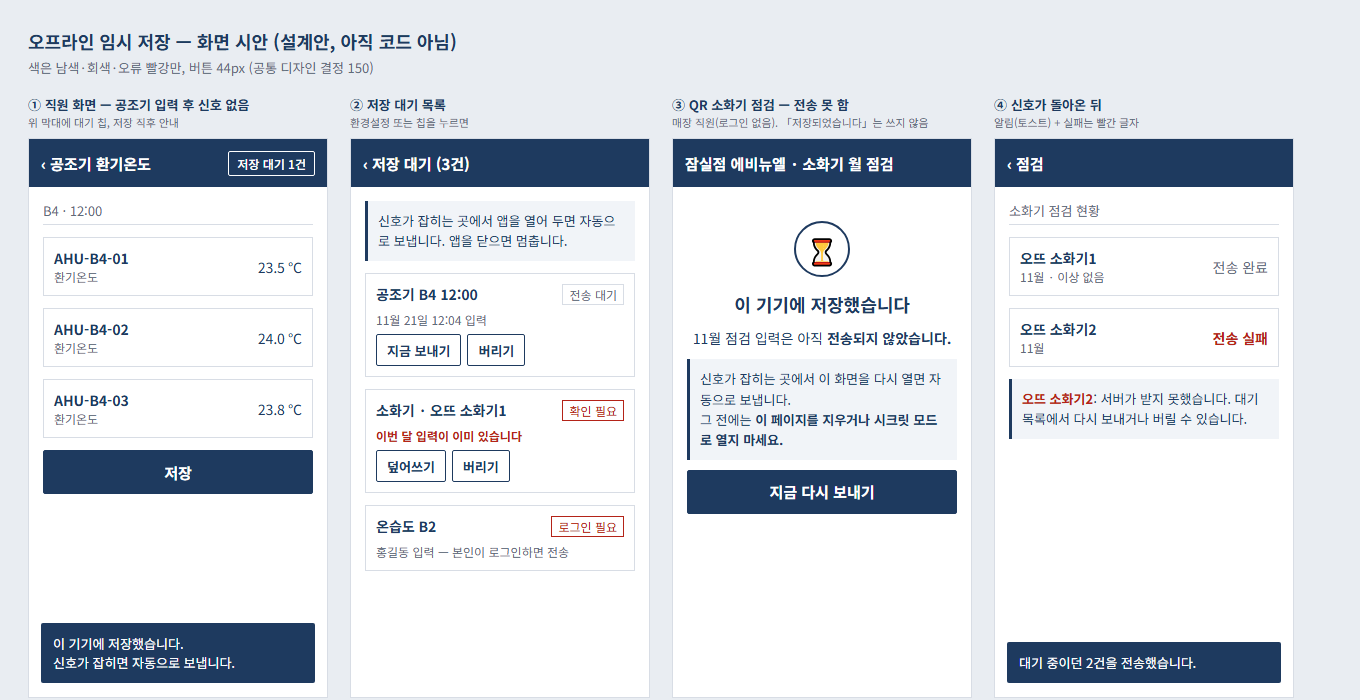 오프라인 임시 저장 — 화면 시안 (설계안, 아직 코드 아님)
색은 남색·회색·오류 빨강만, 버튼 44px (공통 디자인 결정 150)
① 직원 화면 — 공조기 입력 후 신호 없음
위 막대에 대기 칩, 저장 직후 안내
‹ 공조기 환기온도
저장 대기 1건
B4 · 12:00
AHU-B4-01
환기온도
23.5 °C
AHU-B4-02
환기온도
24.0 °C
AHU-B4-03
환기온도
23.8 °C
저장
이 기기에 저장했습니다.
신호가 잡히면 자동으로 보냅니다.
② 저장 대기 목록
환경설정 또는 칩을 누르면
‹ 저장 대기 (3건)
신호가 잡히는 곳에서 앱을 열어 두면 자동으
로 보냅니다. 앱을 닫으면 멈춥니다.
공조기 B4 12:00
전송 대기
11월 21일 12:04 입력
지금 보내기
버리기
소화기 · 오뜨 소화기1
확인 필요
이번 달 입력이 이미 있습니다
덮어쓰기
버리기
온습도 B2
로그인 필요
홍길동 입력 — 본인이 로그인하면 전송
③ QR 소화기 점검 — 전송 못 함
매장 직원(로그인 없음). 「저장되었습니다」는 쓰지 않음
잠실점 에비뉴엘 · 소화기 월 점검
이 기기에 저장했습니다
11월 점검 입력은 아직 전송되지 않았습니다.
신호가 잡히는 곳에서 이 화면을 다시 열면 자
동으로 보냅니다.
그 전에는 이 페이지를 지우거나 시크릿 모드
로 열지 마세요.
지금 다시 보내기
④ 신호가 돌아온 뒤
알림(토스트) + 실패는 빨간 글자
‹ 점검
소화기 점검 현황
오뜨 소화기1
11월 · 이상 없음
전송 완료
오뜨 소화기2
11월
전송 실패
오뜨 소화기2: 서버가 받지 못했습니다. 대기
목록에서 다시 보내거나 버릴 수 있습니다.
대기 중이던 2건을 전송했습니다.